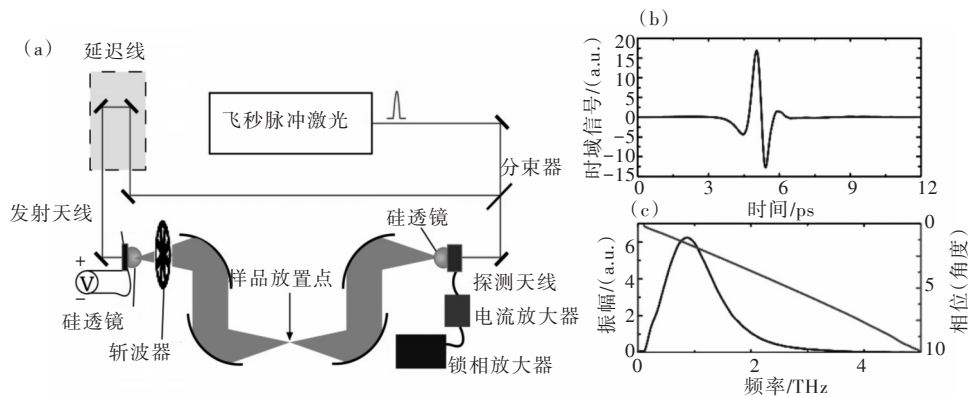 (a)
延迟线
飞秒脉冲激光
分束器
发射天线
硅透镜
+
V
−
硅透镜
斩波器
样品放置点
探测天线
电流放大器
锁相放大器
(b)
时域信号/(a.u.)
20
15
10
5
0
−5
−10
−15
0 3 6 9 12
时间/ps
(c)
振幅/(a.u.)
6
4
2
0
0 2 4
频率/THz
0
5
10
相位(角度)